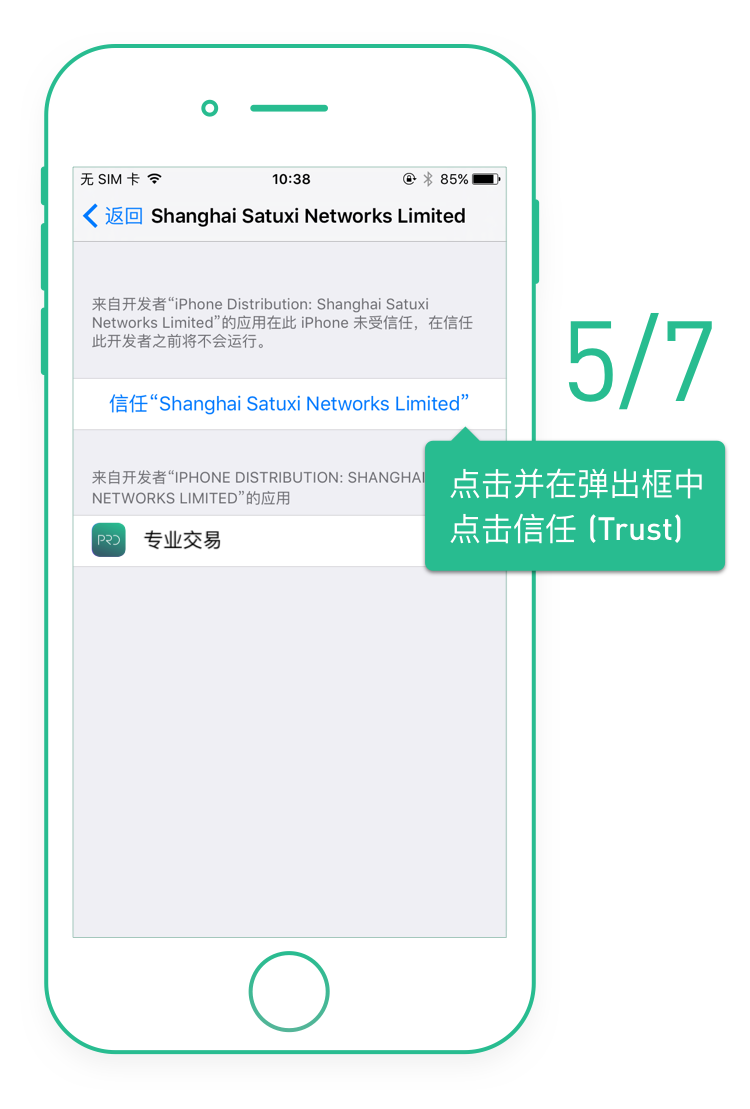 无 SIM 卡 10:38 85%
返回 Shanghai Satuxi Networks Limited
来自开发者“iPhone Distribution: Shanghai Satuxi
Networks Limited”的应用在此 iPhone 未受信任，在信任
此开发者之前将不会运行。
5/7
信任“Shanghai Satuxi Networks Limited”
来自开发者“IPHONE DISTRIBUTION: SHANGHAI
NETWORKS LIMITED”的应用
点击并在弹出框中
点击信任 (Trust)
PRD 专业交易